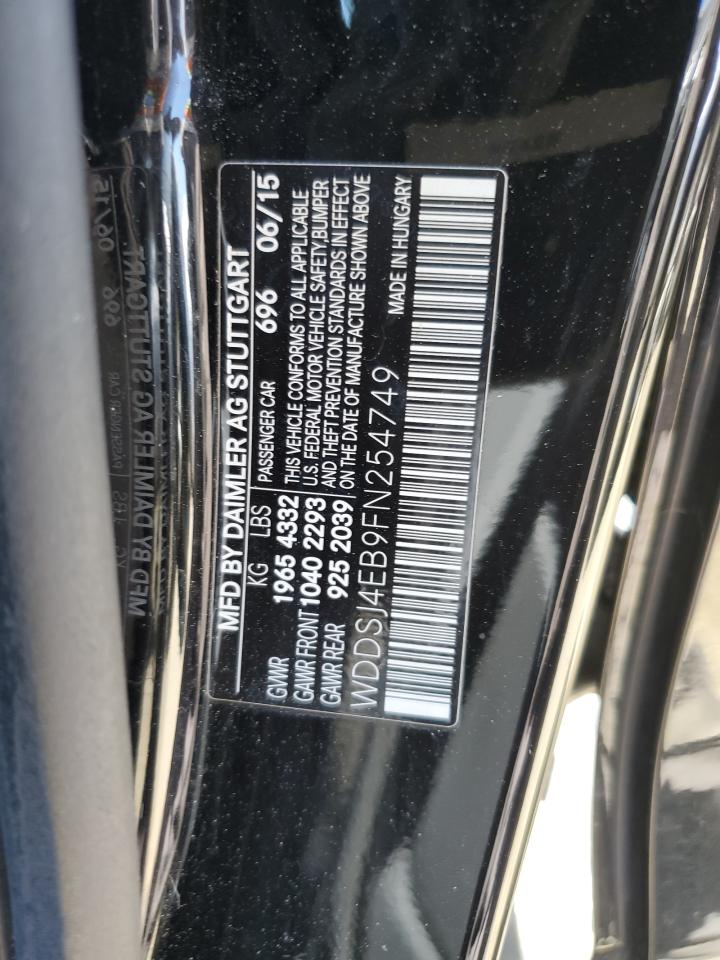 MFD BY DAIMLER AG STUTTGART
KG LBS PASSENGER CAR 696 06/15
GVWR 1965 4332 THIS VEHICLE CONFORMS TO ALL APPLICABLE
GAWR FRONT 1040 2293 U.S. FEDERAL MOTOR VEHICLE SAFETY,BUMPER
GAWR REAR 925 2039 AND THEFT PREVENTION STANDARDS IN EFFECT
ON THE DATE OF MANUFACTURE SHOWN ABOVE
WDDSJ4EB9FN254749 MADE IN HUNGARY